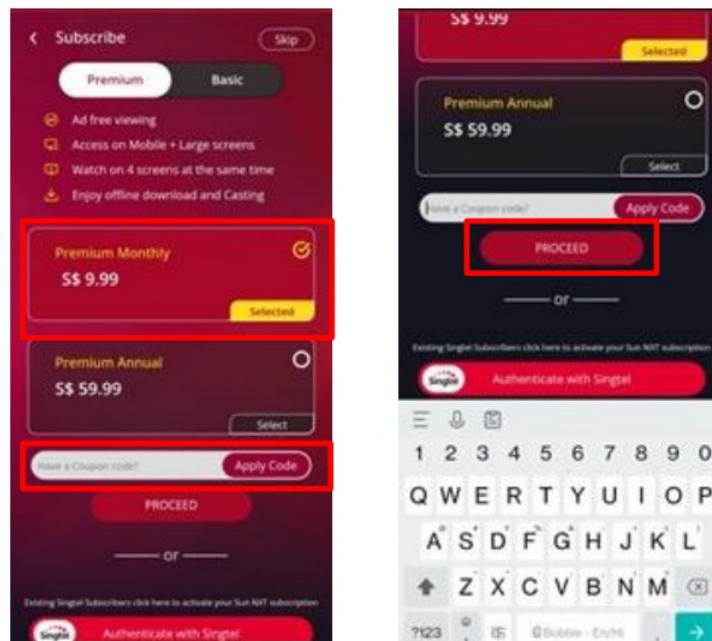 Subscribe
Skip
Premium
Basic
Ad free viewing
Access on Mobile + Large screens
Watch on 4 screens at the same time
Enjoy offline download and Casting
Premium Monthly
S$ 9.99
Selected
Premium Annual
S$ 59.99
Select
Have a Coupon code?
Apply Code
PROCEED
or
Existing Singtel Subscribers click here to activate your Sun NXT subscription
Singtel
Authenticate with Singtel
S$ 9.99
Selected
Premium Annual
S$ 59.99
Select
Have a Coupon code?
Apply Code
PROCEED
or
Existing Singtel Subscribers click here to activate your Sun NXT subscription
Singtel
Authenticate with Singtel
1 2 3 4 5 6 7 8 9 0
Q W E R T Y U I O P
A S D F G H J K L
Z X C V B N M
?123